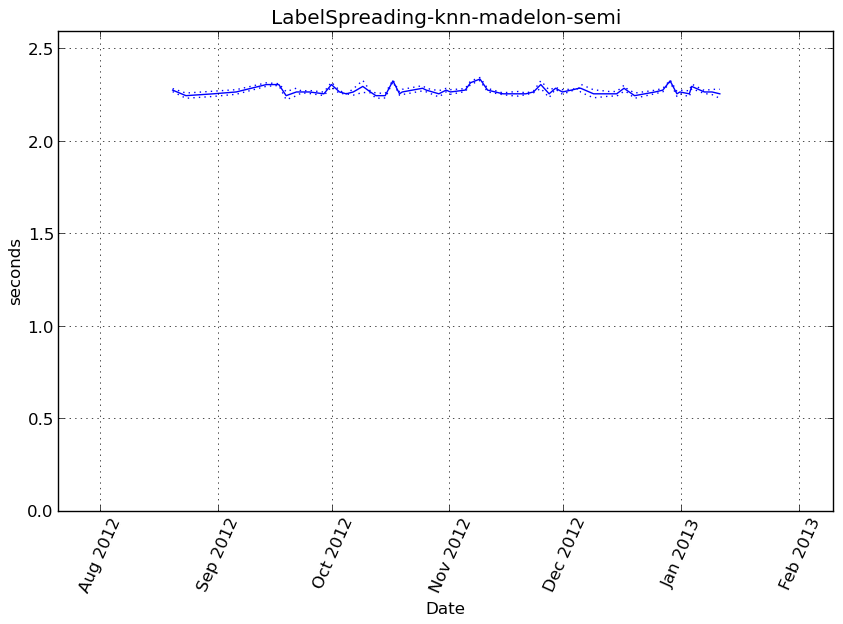 LabelSpreading-knn-madelon-semi
2.5
2.0
1.5
1.0
0.5
0.0
seconds
Aug 2012
Sep 2012
Oct 2012
Nov 2012
Dec 2012
Jan 2013
Feb 2013
Date